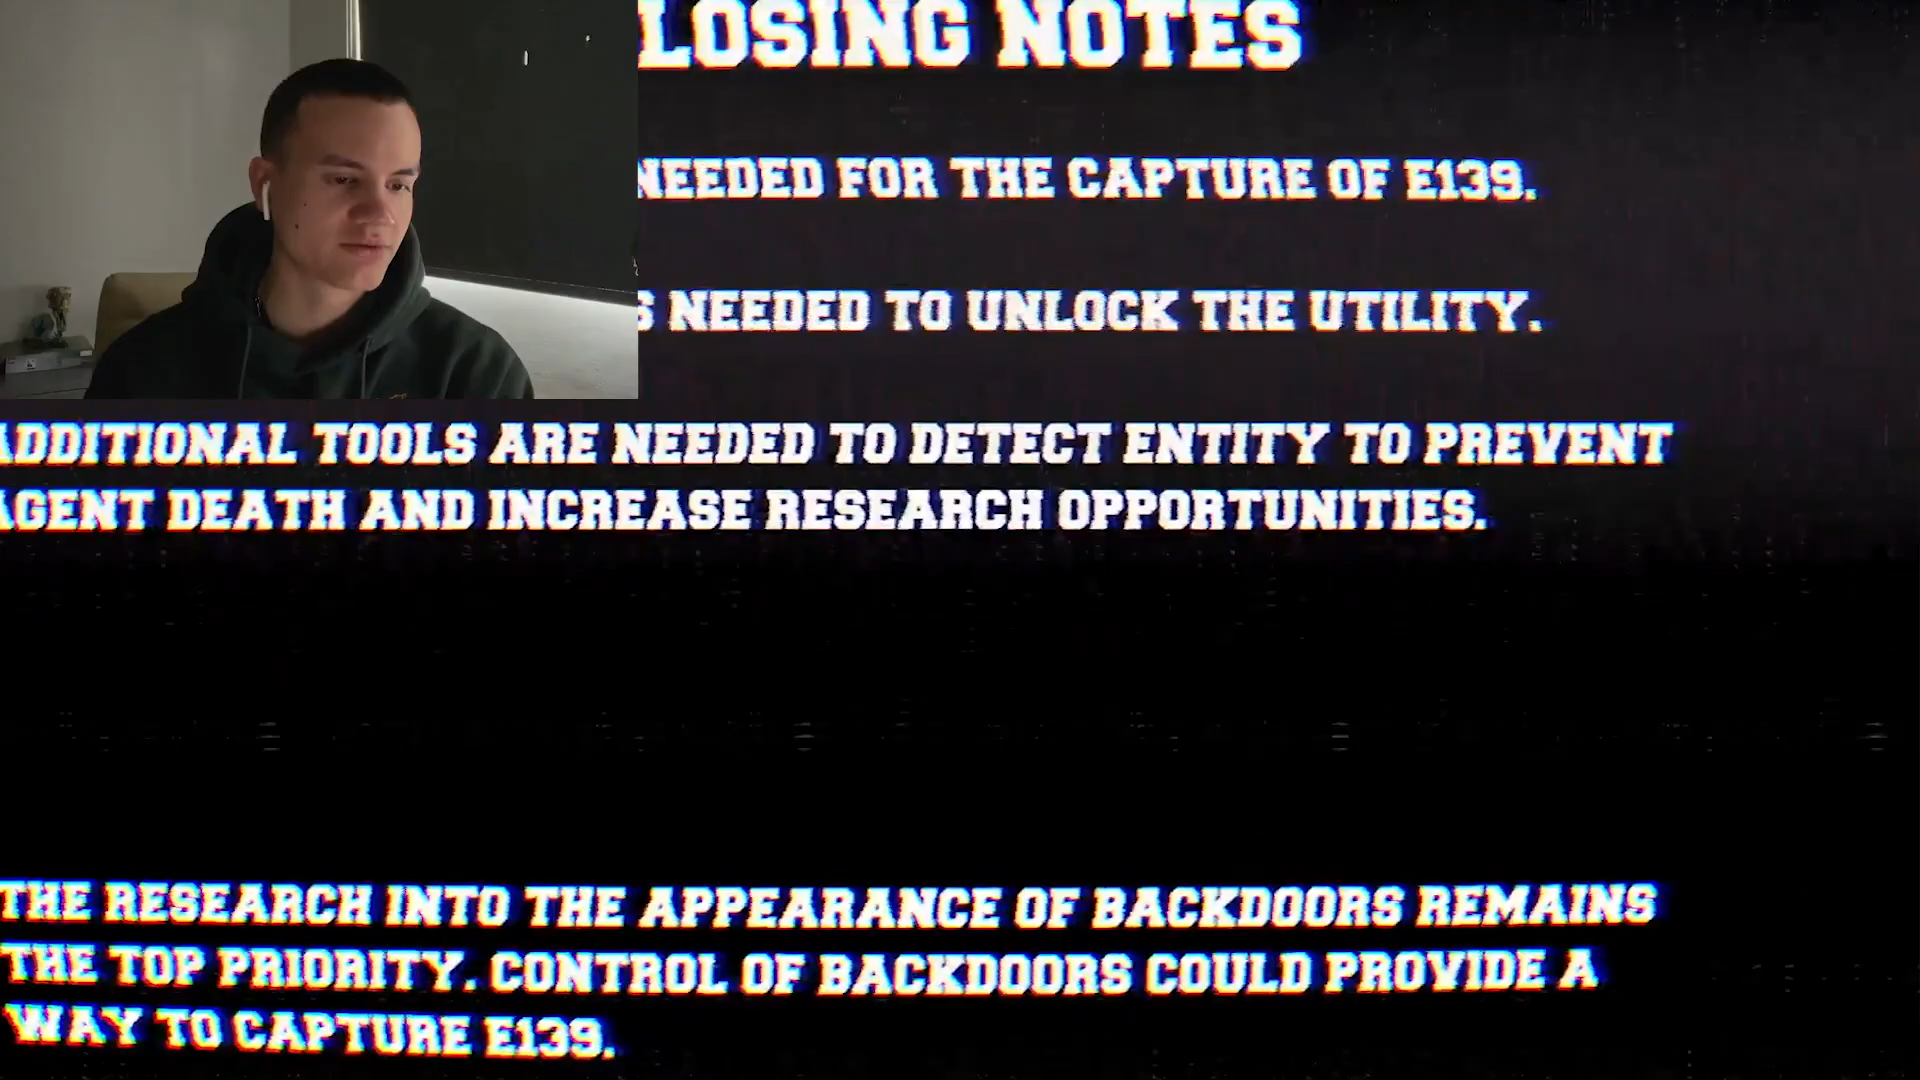 LOSING NOTES
NEEDED FOR THE CAPTURE OF E139.
S NEEDED TO UNLOCK THE UTILITY.
ADDITIONAL TOOLS ARE NEEDED TO DETECT ENTITY TO PREVENT
AGENT DEATH AND INCREASE RESEARCH OPPORTUNITIES.
THE RESEARCH INTO THE APPEARANCE OF BACKDOORS REMAINS
THE TOP PRIORITY. CONTROL OF BACKDOORS COULD PROVIDE A
WAY TO CAPTURE E139.